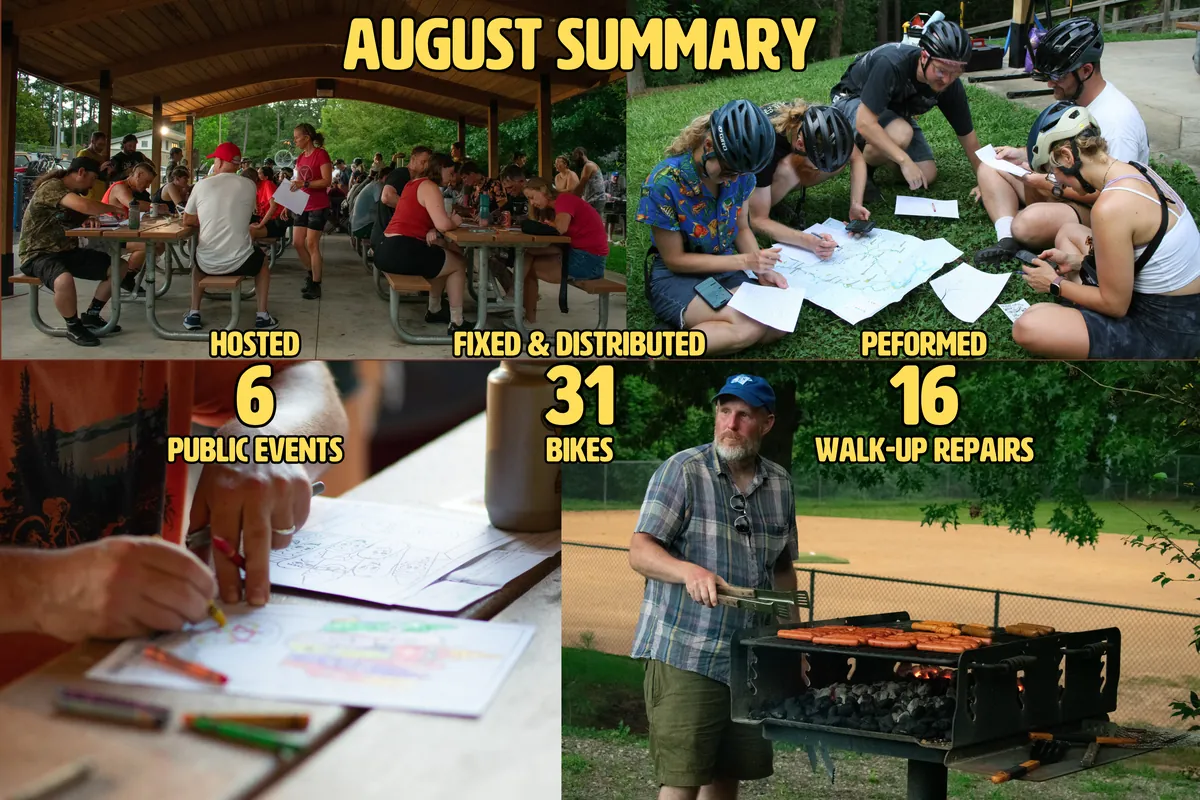 AUGUST SUMMARY
HOSTED
6
PUBLIC EVENTS
FIXED & DISTRIBUTED
31
BIKES
PEFORMED
16
WALK-UP REPAIRS